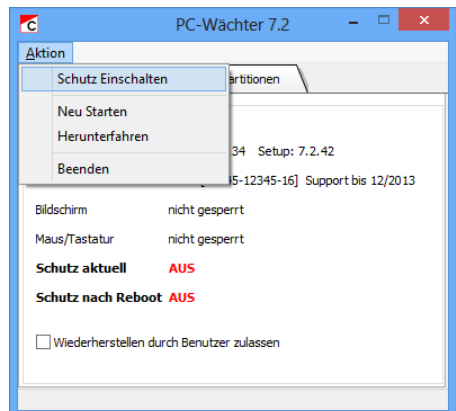 C PC-Wächter 7.2
Aktion
artitionen
Schutz Einschalten
Neu Starten
Herunterfahren
Beenden
34 Setup: 7.2.42
45-12345-16] Support bis 12/2013
Bildschirm nicht gesperrt
Maus/Tastatur nicht gesperrt
Schutz aktuell AUS
Schutz nach Reboot AUS
Wiederherstellen durch Benutzer zulassen